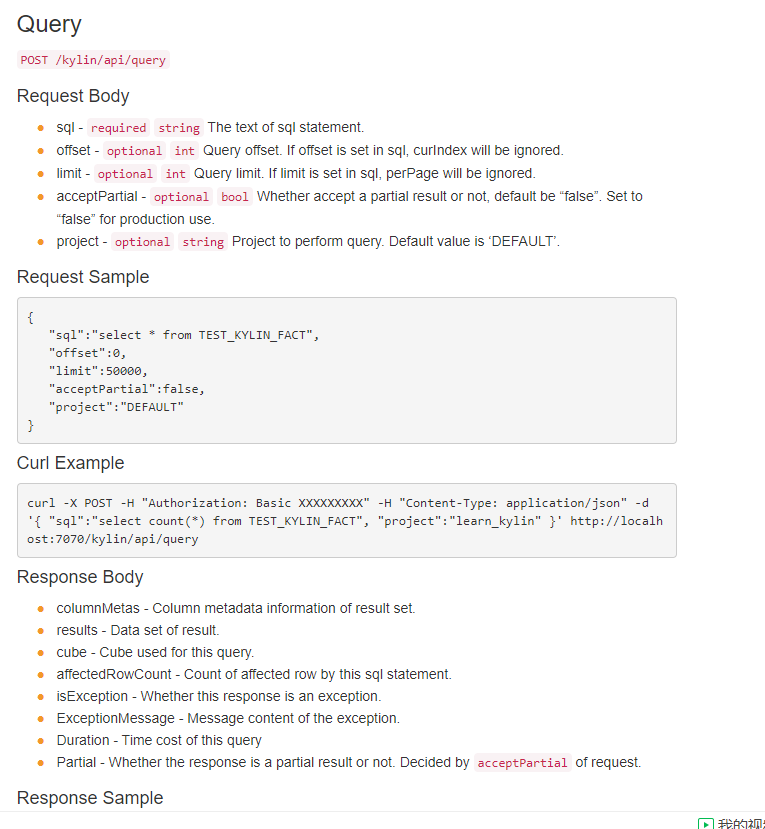 Query
POST /kylin/api/query
Request Body
sql - required string The text of sql statement.
offset - optional int Query offset. If offset is set in sql, curIndex will be ignored.
limit - optional int Query limit. If limit is set in sql, perPage will be ignored.
acceptPartial - optional bool Whether accept a partial result or not, default be “false”. Set to
“false” for production use.
project - optional string Project to perform query. Default value is ‘DEFAULT’.
Request Sample
{
"sql":"select * from TEST_KYLIN_FACT",
"offset":0,
"limit":50000,
"acceptPartial":false,
"project":"DEFAULT"
}
Curl Example
curl -X POST -H "Authorization: Basic XXXXXXXXX" -H "Content-Type: application/json" -d
'{ "sql":"select count(*) from TEST_KYLIN_FACT", "project":"learn_kylin" }' http://localh
ost:7070/kylin/api/query
Response Body
columnMetas - Column metadata information of result set.
results - Data set of result.
cube - Cube used for this query.
affectedRowCount - Count of affected row by this sql statement.
isException - Whether this response is an exception.
ExceptionMessage - Message content of the exception.
Duration - Time cost of this query
Partial - Whether the response is a partial result or not. Decided by acceptPartial of request.
Response Sample
我的视